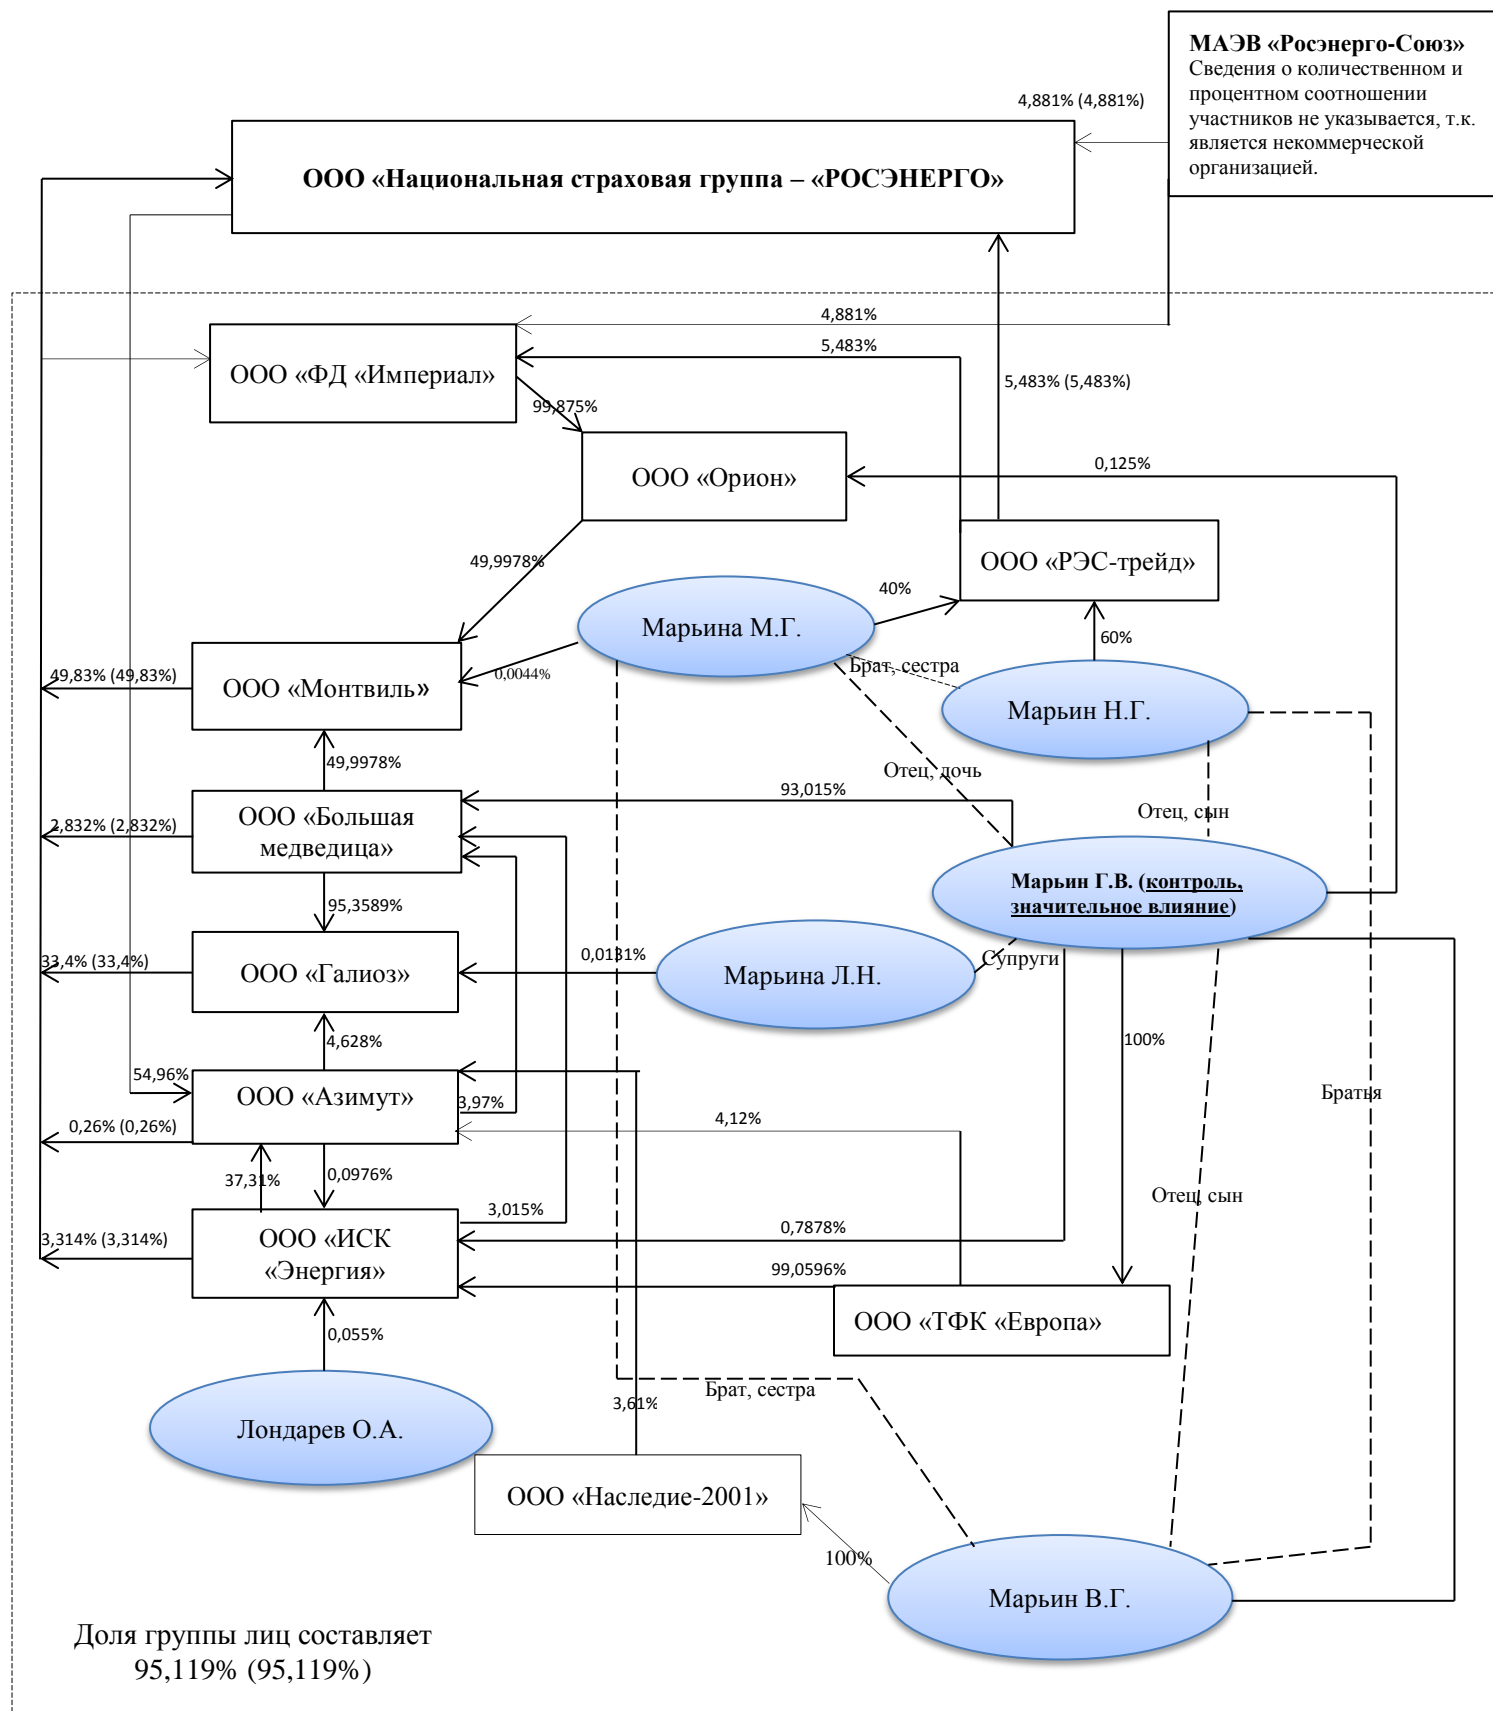 МАЭВ «Росэнерго-Союз»
Сведения о количественном и
процентном соотношении
участников не указывается, т.к.
является некоммерческой
организацией.
4,881% (4,881%)
ООО «Национальная страховая группа – «РОСЭНЕРГО»
4,881%
5,483%
ООО «ФД «Империал»
5,483% (5,483%)
99,875%
ООО «Орион»
0,125%
49,9978%
ООО «РЭС-трейд»
40%
Марьина М.Г.
60%
Брат, сестра
49,83% (49,83%)
ООО «Монтвиль»
0,0044%
Марьин Н.Г.
49,9978%
Отец, дочь
93,015%
Отец, сын
2,832% (2,832%)
ООО «Большая
медведица»
Марьин Г.В. (контроль,
значительное влияние)
95,3589%
33,4% (33,4%)
ООО «Галиоз»
0,0131%
Марьина Л.Н.
Супруги
4,628%
100%
54,96%
ООО «Азимут»
3,97%
Братья
0,26% (0,26%)
4,12%
37,31%
0,0976%
Отец, сын
3,015%
3,314% (3,314%)
ООО «ИСК
«Энергия»
0,7878%
99,0596%
ООО «ТФК «Европа»
0,055%
Брат, сестра
3,61%
Лондарев О.А.
ООО «Наследие-2001»
100%
Марьин В.Г.
Доля группы лиц составляет
95,119% (95,119%)